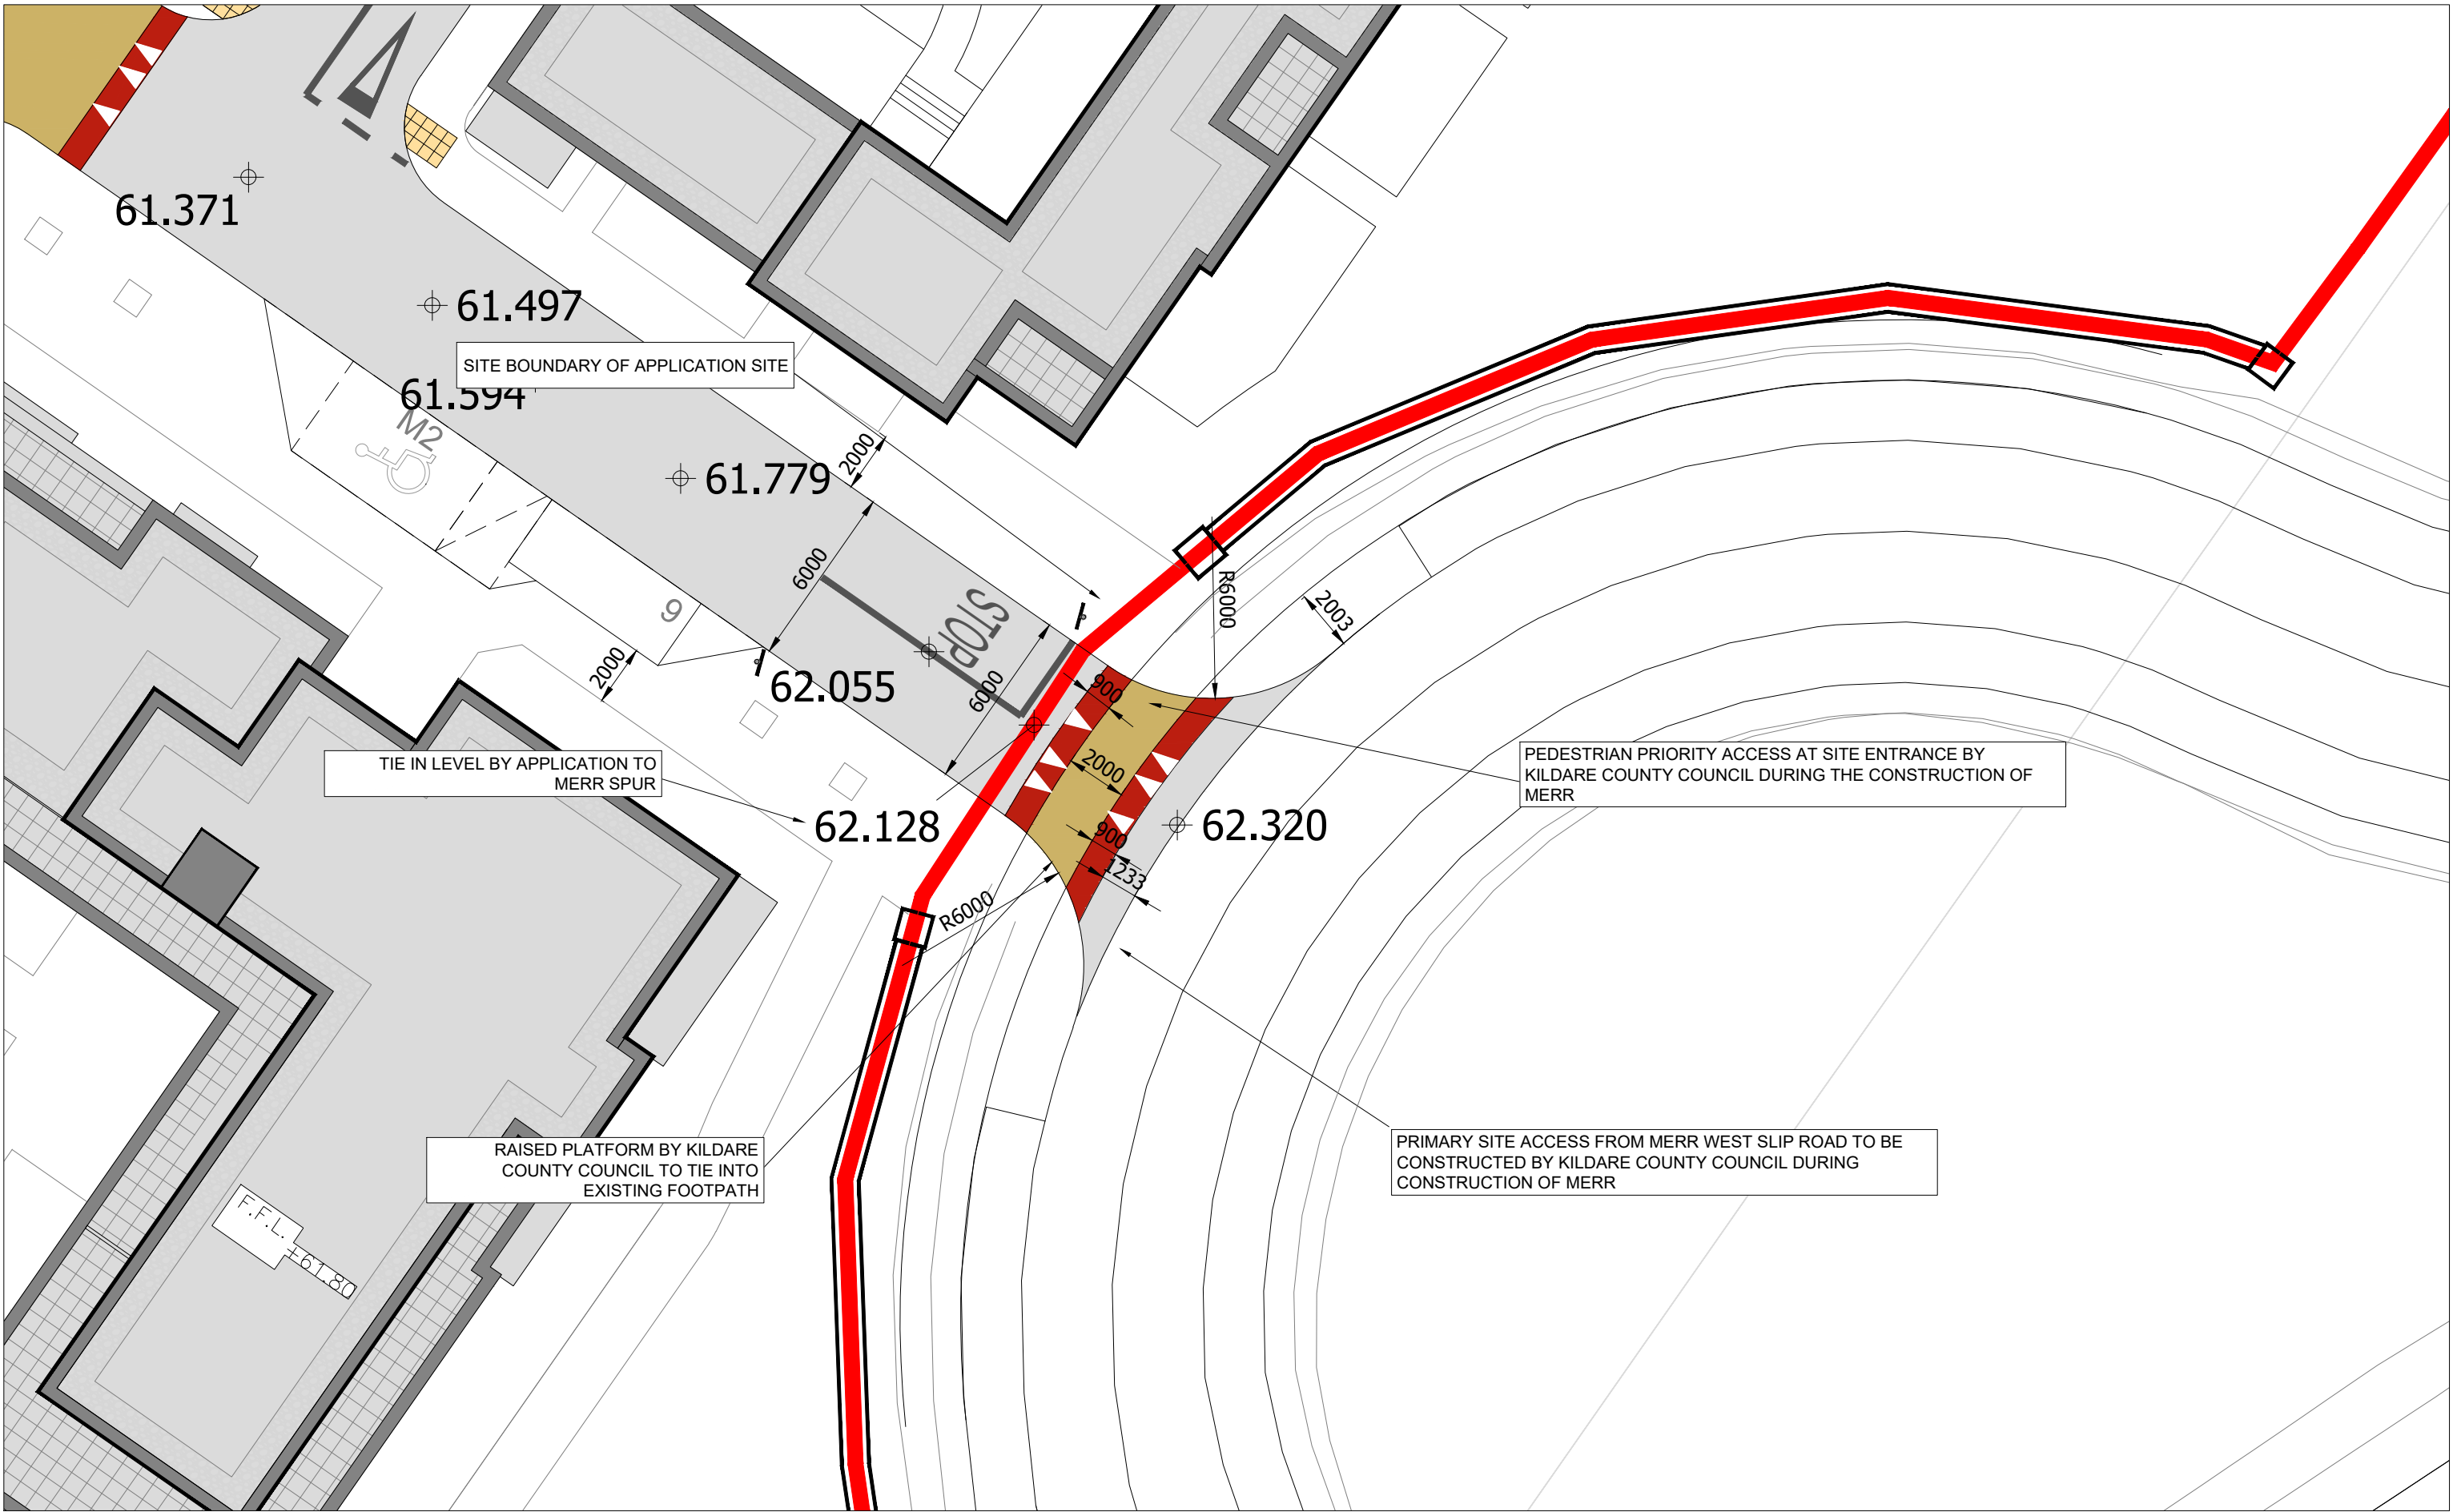 61.371
61.497
SITE BOUNDARY OF APPLICATION SITE
61.594
M2
2000
61.779
6000
STOP
R6000
2003
9
2000
62.055
6000
900
TIE IN LEVEL BY APPLICATION TO
MERR SPUR
PEDESTRIAN PRIORITY ACCESS AT SITE ENTRANCE BY
KILDARE COUNTY COUNCIL DURING THE CONSTRUCTION OF
MERR
2000
62.128
62.320
900
1233
R6000
RAISED PLATFORM BY KILDARE
COUNTY COUNCIL TO TIE INTO
EXISTING FOOTPATH
PRIMARY SITE ACCESS FROM MERR WEST SLIP ROAD TO BE
CONSTRUCTED BY KILDARE COUNTY COUNCIL DURING
CONSTRUCTION OF MERR
F.F.L.
+61.80